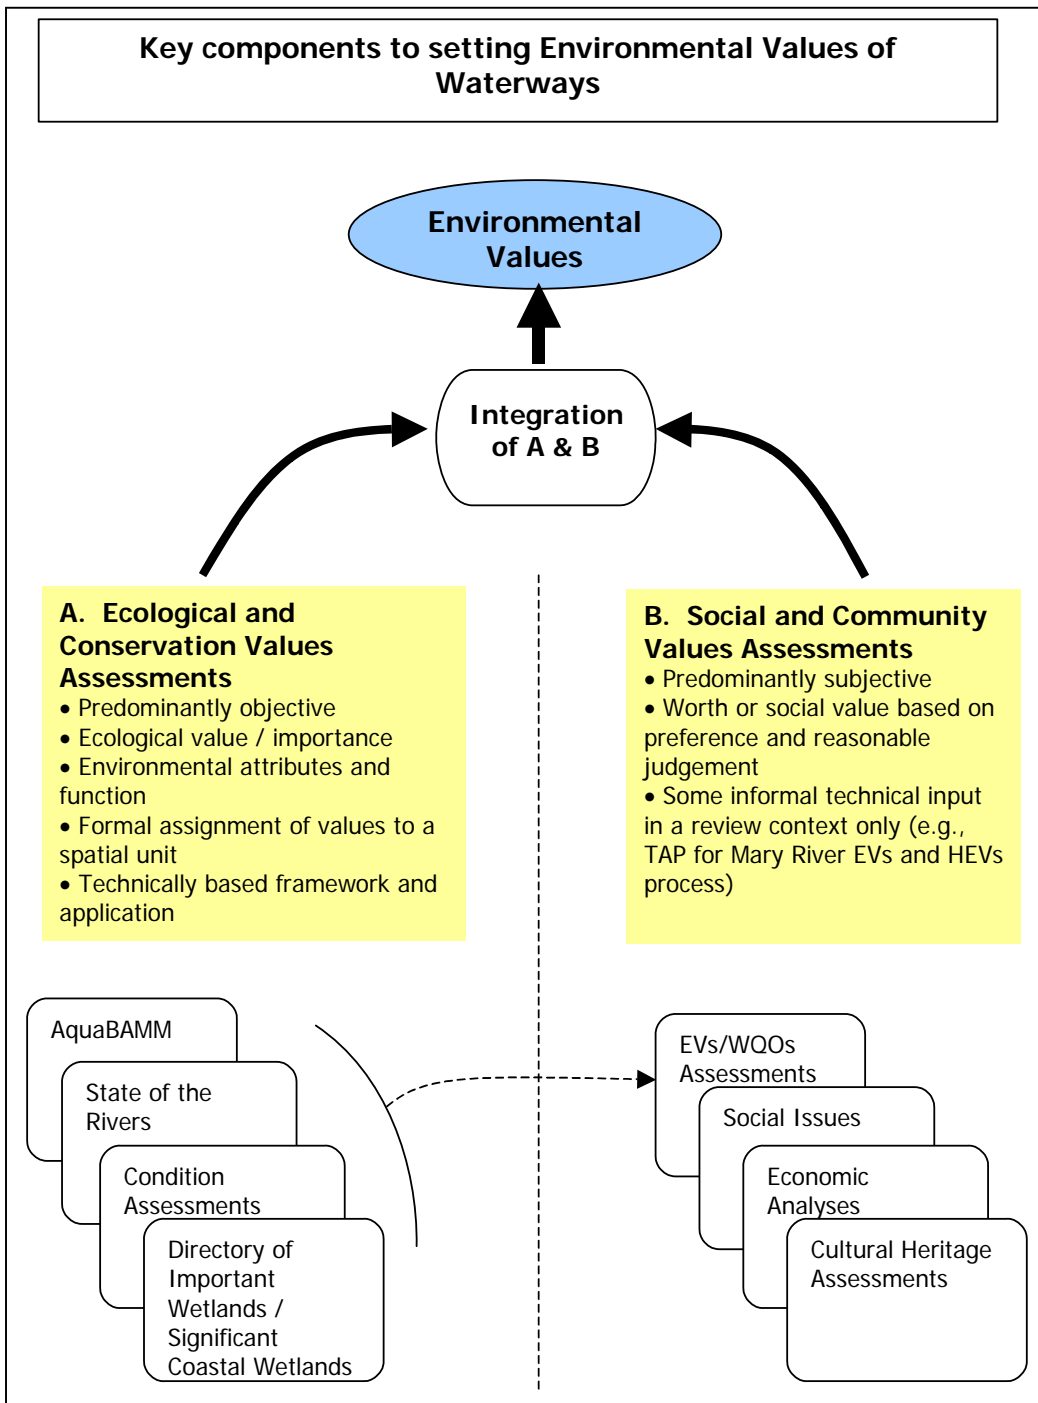 Key components to setting Environmental Values of
Waterways
Environmental
Values
Integration
of A & B
A. Ecological and
Conservation Values
Assessments
• Predominantly objective
• Ecological value / importance
• Environmental attributes and
function
• Formal assignment of values to a
spatial unit
• Technically based framework and
application
B. Social and Community
Values Assessments
• Predominantly subjective
• Worth or social value based on
preference and reasonable
judgement
• Some informal technical input
in a review context only (e.g.,
TAP for Mary River EVs and HEVs
process)
AquaBAMM
State of the
Rivers
Condition
Assessments
Directory of
Important
Wetlands /
Significant
Coastal Wetlands
EVs/WQOs
Assessments
Social Issues
Economic
Analyses
Cultural Heritage
Assessments